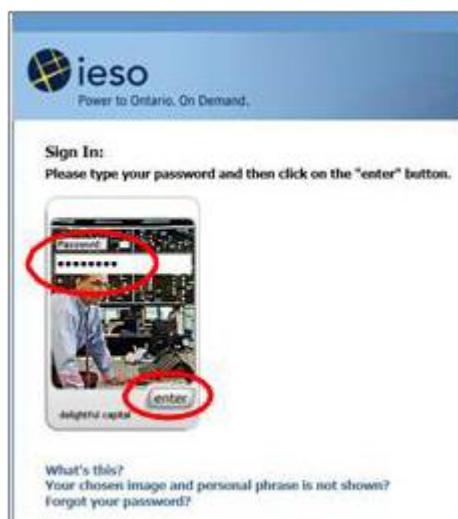 ieso
Power to Ontario. On Demand.
Sign In:
Please type your password and then click on the "enter" button.
Password:
enter
delightful capital
What's this?
Your chosen image and personal phrase is not shown?
Forgot your password?